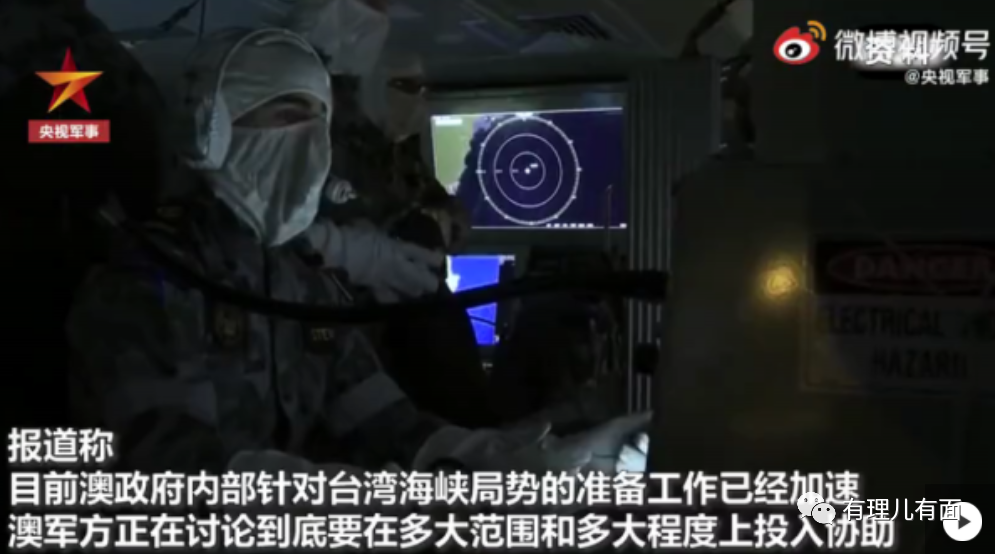 微博视频号
资料
@央视军事
央视军事
DANGER
ELECTRICAL
HAZARD
报道称
目前澳政府内部针对台湾海峡局势的准备工作已经加速
澳军方正在讨论到底要在多大范围和多大程度上投入协助
有理儿有面